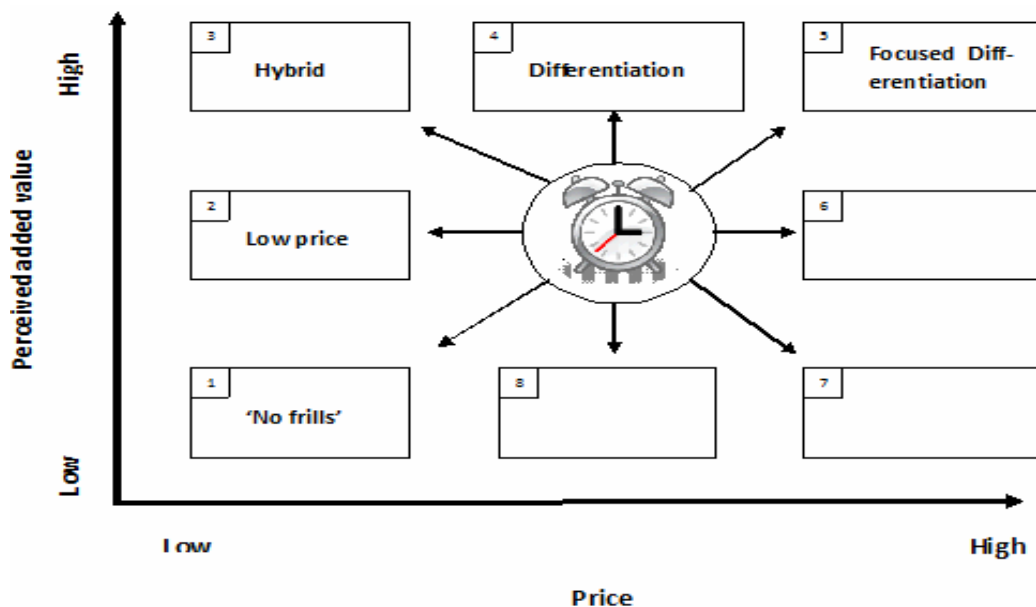 High
Perceived added value
Low
3
Hybrid
4
Differentiation
5
Focused Diff-
erentiation
2
Low price
6
1
‘No frills’
8
7
Low
High
Price